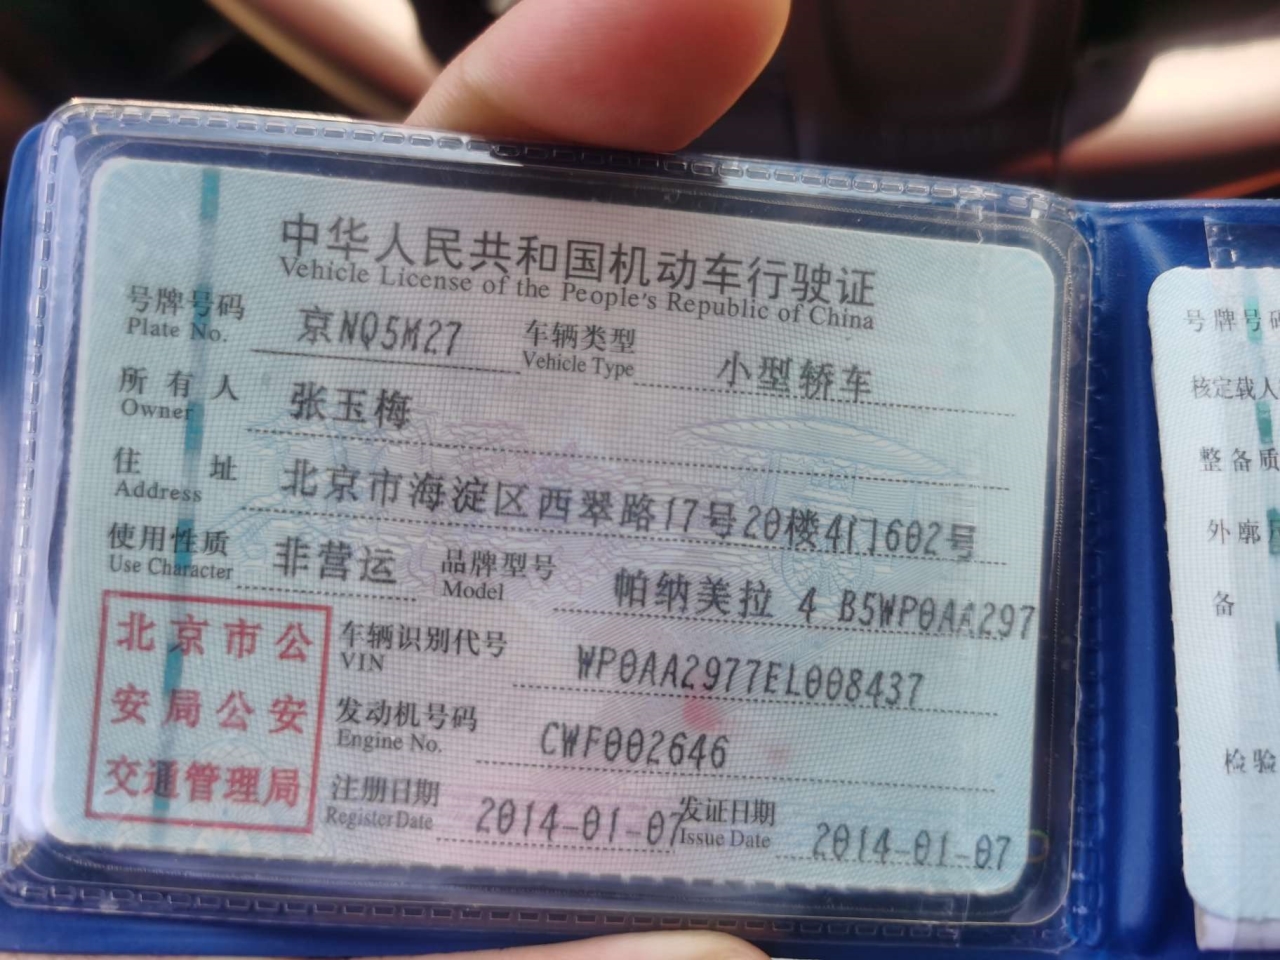 中华人民共和国机动车行驶证
Vehicle License of the People's Republic of China
号牌号码 京NQ5M27 车辆类型 小型轿车
Plate No. Vehicle Type
所有人 张玉梅
Owner
住址 北京市海淀区西翠路17号20楼4门602号
Address
使用性质 非营运 品牌型号 帕纳美拉 4 B5WP0AA297
Use Character Model
北京市公
安局公安
交通管理局
车辆识别代号 WP0AA2977EL008437
VIN
发动机号码 CWF002646
Engine No.
注册日期 2014-01-07 发证日期 2014-01-07
Register Date Issue Date
号牌号码
核定载人
整备质
外廓
备
检验